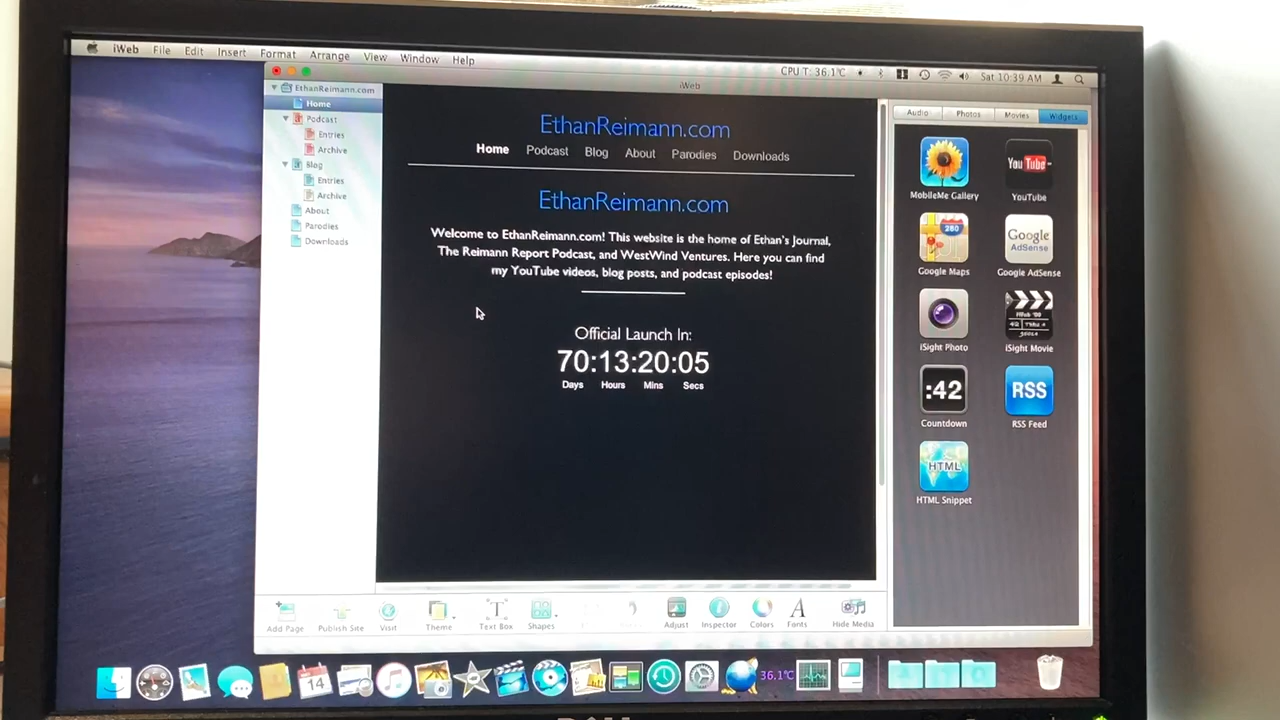 iWeb File Edit Insert Format Arrange View Window Help
CPU T: 36.1°C Sat 10:39 AM
iWeb
EthanReimann.com
Home
Podcast
Entries
Archive
Blog
Entries
Archive
About
Parodies
Downloads
EthanReimann.com
Home Podcast Blog About Parodies Downloads
EthanReimann.com
Welcome to EthanReimann.com! This website is the home of Ethan's Journal,
The Reimann Report Podcast, and WestWind Ventures. Here you can find
my YouTube videos, blog posts, and podcast episodes!
Official Launch In:
70:13:20:05
Days Hours Mins Secs
Audio Photos Movies Widgets
MobileMe Gallery
You Tube
YouTube
280
Google Maps
Google AdSense
Google AdSense
iSight Photo
iSight Movie
:42
Countdown
RSS
RSS Feed
HTML
HTML Snippet
Add Page Publish Site Visit Theme Text Box Shapes Adjust Inspector Colors Fonts Hide Media
14
36.1°C